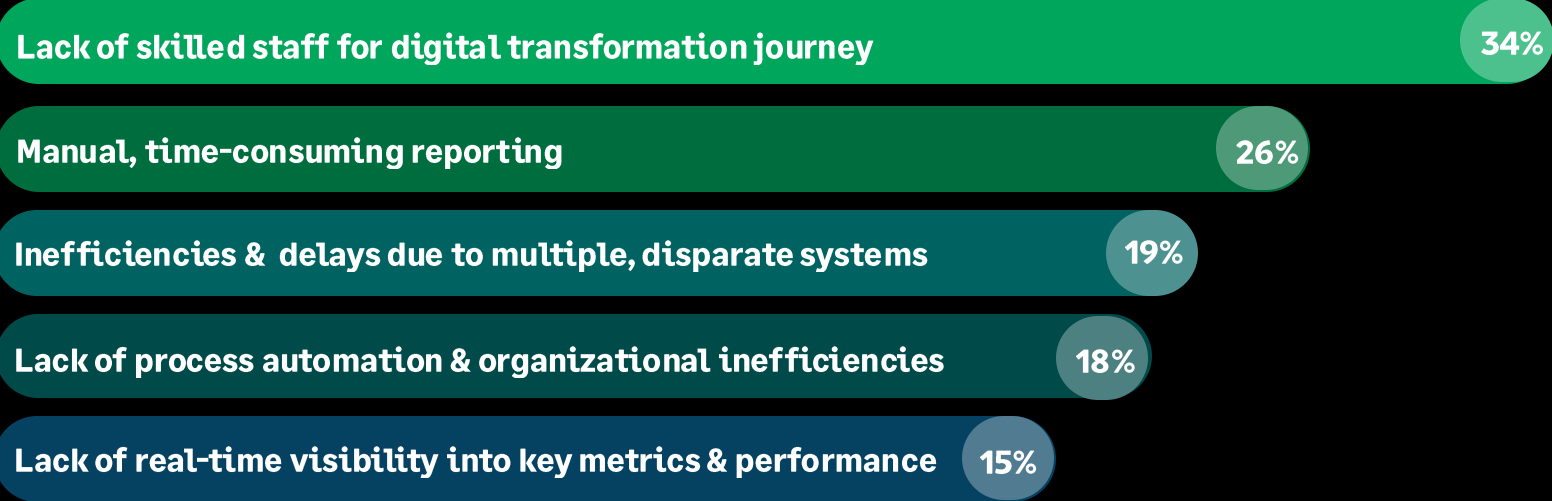 Lack of skilled staff for digital transformation journey 34%
Manual, time-consuming reporting 26%
Inefficiencies & delays due to multiple, disparate systems 19%
Lack of process automation & organizational inefficiencies 18%
Lack of real-time visibility into key metrics & performance 15%